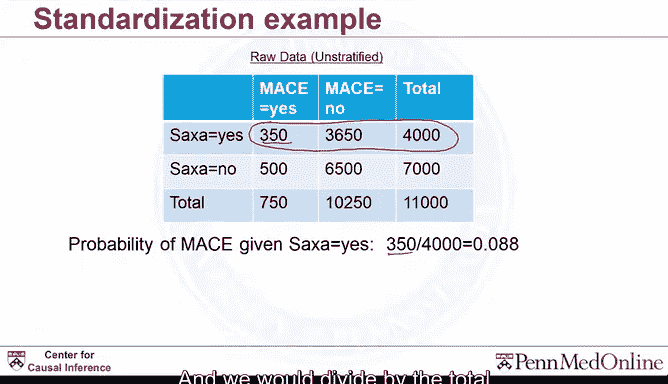 Standardization example
Raw Data (Unstratified)
MACE =yes MACE= no Total
Saxa=yes 350 3650 4000
Saxa=no 500 6500 7000
Total 750 10250 11000
Probability of MACE given Saxa=yes: 350/4000=0.088
Center for
Causal Inference
PennMedOnline
And we would divide by the total